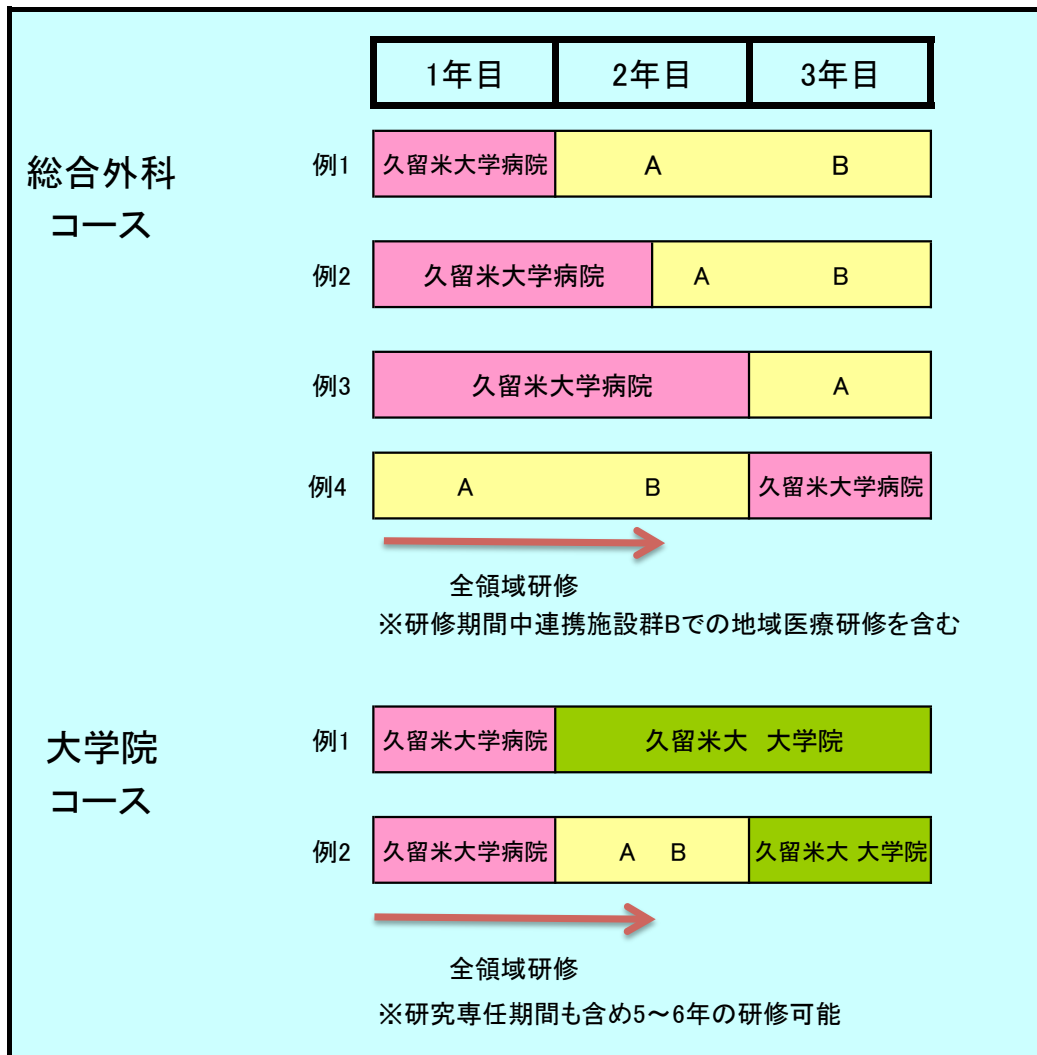 1年目 2年目 3年目
総合外科
コース
例1 久留米大学病院 A B
例2 久留米大学病院 A B
例3 久留米大学病院 A
例4 A B 久留米大学病院
全領域研修
※研修期間中連携施設群Bでの地域医療研修を含む
大学院
コース
例1 久留米大学病院 久留米大 大学院
例2 久留米大学病院 A B 久留米大 大学院
全領域研修
※研究専任期間も含め5～6年の研修可能